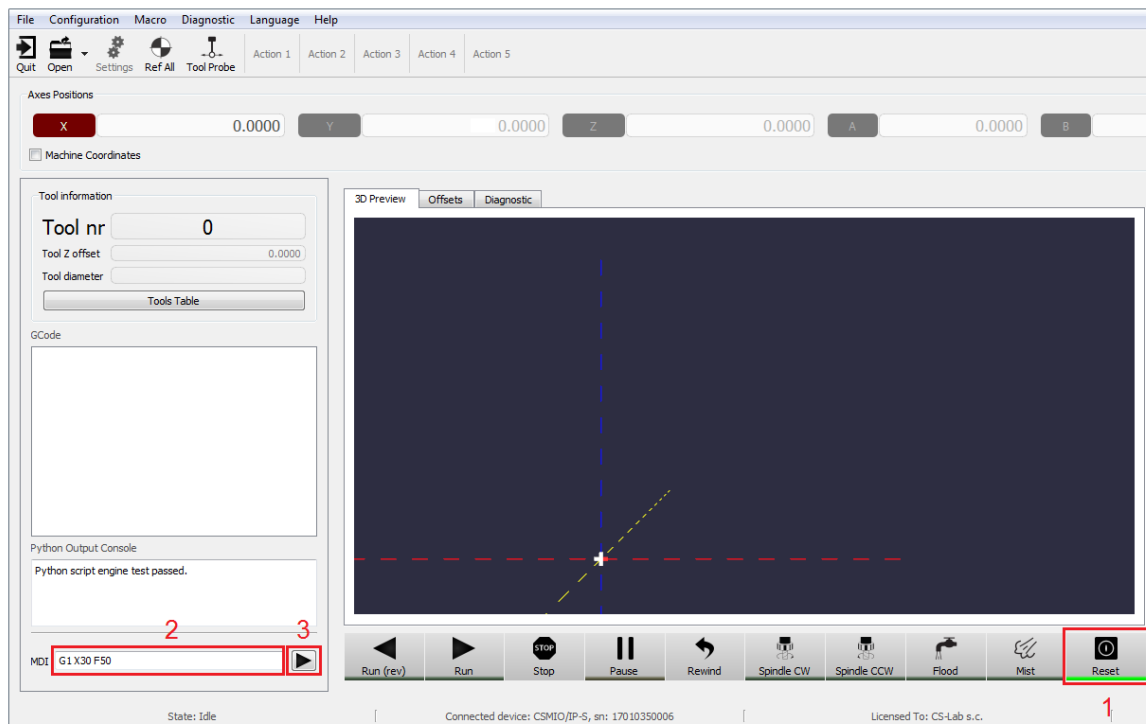 File Configuration Macro Diagnostic Language Help
Quit Open Settings Ref All Tool Probe Action 1 Action 2 Action 3 Action 4 Action 5
Axes Positions
X 0.0000 Y 0.0000 Z 0.0000 A 0.0000 B
Machine Coordinates
Tool information
Tool nr 0
Tool Z offset 0.0000
Tool diameter
Tools Table
GCode
Python Output Console
Python script engine test passed.
2 3
MDI G1 X30 F50
3D Preview Offsets Diagnostic
Run (rev) Run STOP Stop Pause Rewind Spindle CW Spindle CCW Flood Mist Reset
1
State: Idle Connected device: CSMIO/IP-S, sn: 17010350006 Licensed To: CS-Lab s.c.